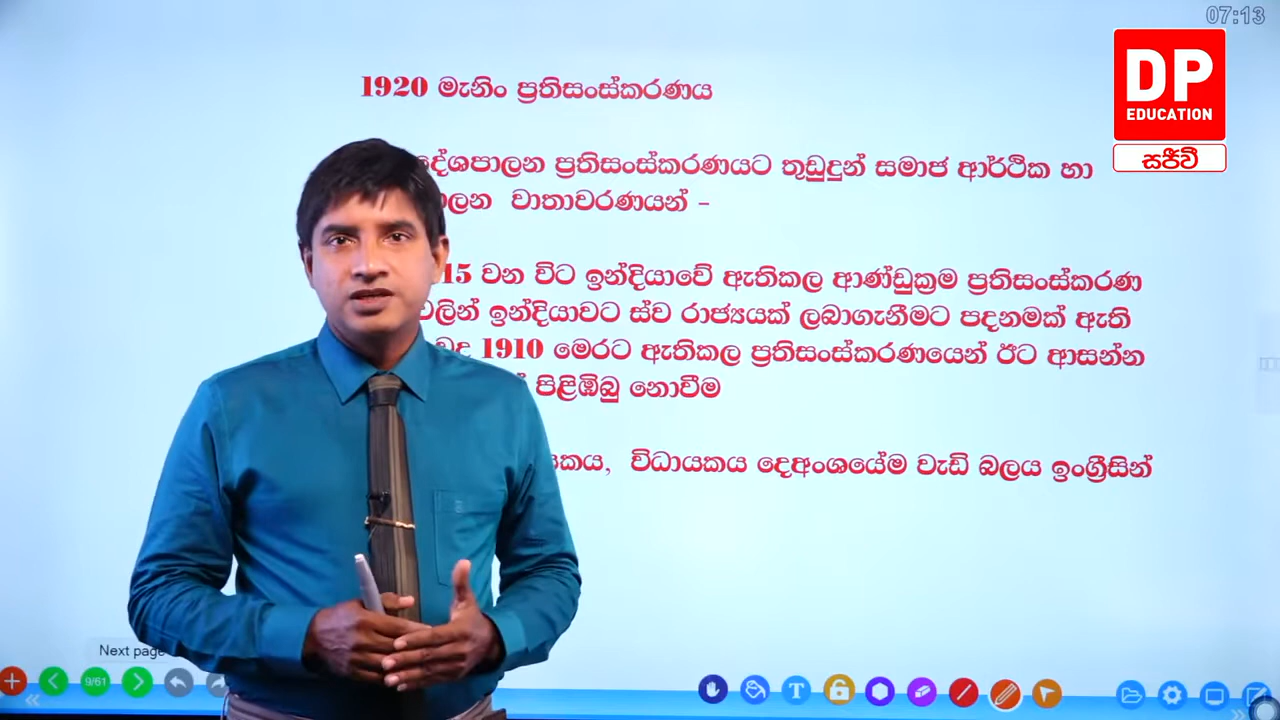 07:13
DP
EDUCATION
සජීවී
1920 මැනිං ප්‍රතිසංස්කරණය
දේශපාලන ප්‍රතිසංස්කරණයට තුඩුදුන් සමාජ ආර්ථික හා
වාතාවරණයන් -
15 වන විට ඉන්දියාවේ ඇතිකල ආණ්ඩුක්‍රම ප්‍රතිසංස්කරණ
වලින් ඉන්දියාවට ස්ව රාජ්‍යයක් ලබාගැනීමට පදනමක් ඇති
1910 මෙරට ඇතිකල ප්‍රතිසංස්කරණයෙන් ඊට ආසන්න
පිළිඹිබු නොවීම
විධායකය දෙඅංශයේම වැඩි බලය ඉංග්‍රීසින්
Next page
9/61